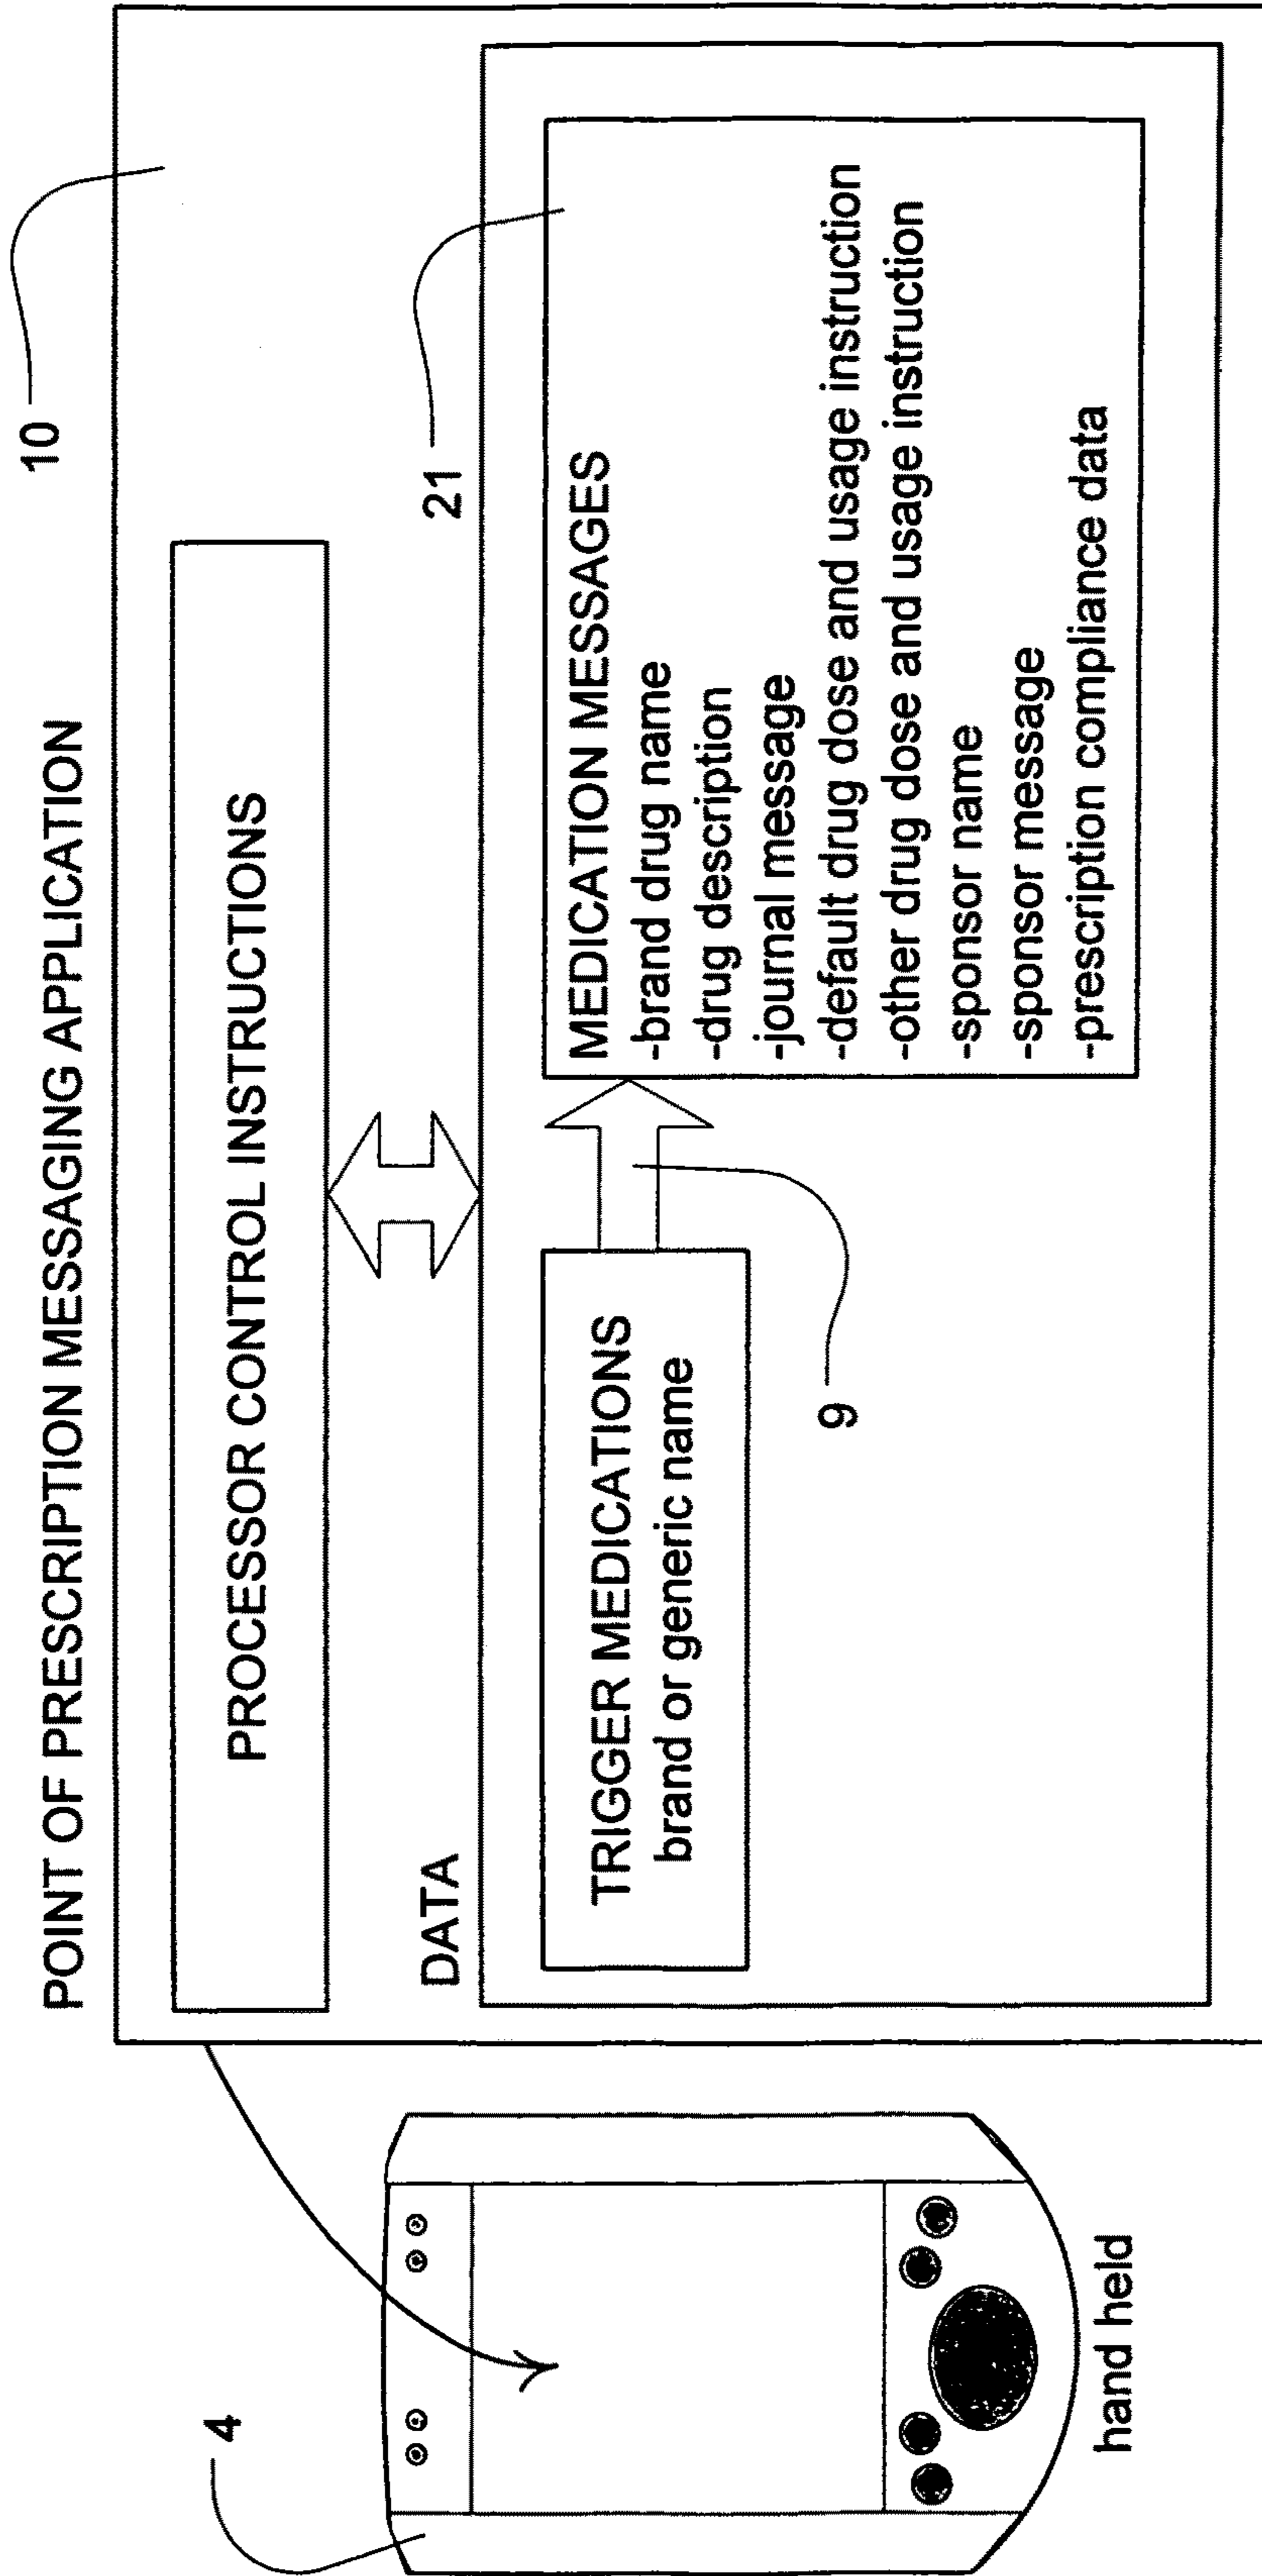 POINT OF PRESCRIPTION MESSAGING APPLICATION
10
PROCESSOR CONTROL INSTRUCTIONS
4
DATA
21
TRIGGER MEDICATIONS
brand or generic name
9
MEDICATION MESSAGES
-brand drug name
-drug description
-journal message
-default drug dose and usage instruction
-other drug dose and usage instruction
-sponsor name
-sponsor message
-prescription compliance data
hand held